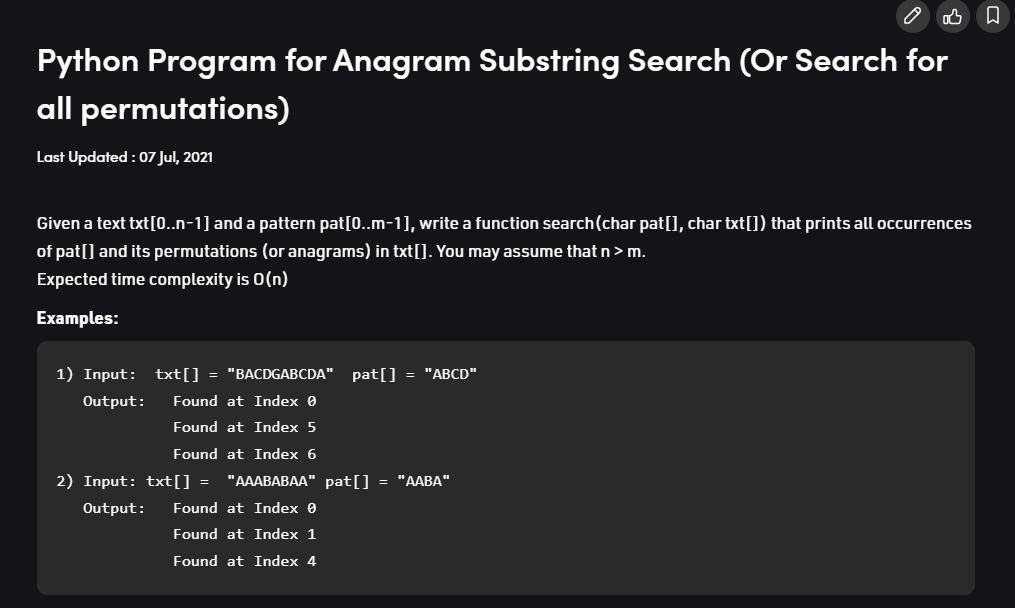 Python Program for Anagram Substring Search (Or Search for
all permutations)
Last Updated : 07 Jul, 2021
Given a text txt[0..n-1] and a pattern pat[0..m-1], write a function search(char pat[], char txt[]) that prints all occurrences
of pat[] and its permutations (or anagrams) in txt[]. You may assume that n > m.
Expected time complexity is O(n)
Examples:
1) Input:  txt[] = "BACDGABCDA"  pat[] = "ABCD"
   Output:   Found at Index 0
             Found at Index 5
             Found at Index 6
2) Input: txt[] =  "AAABABAA" pat[] = "AABA"
   Output:   Found at Index 0
             Found at Index 1
             Found at Index 4